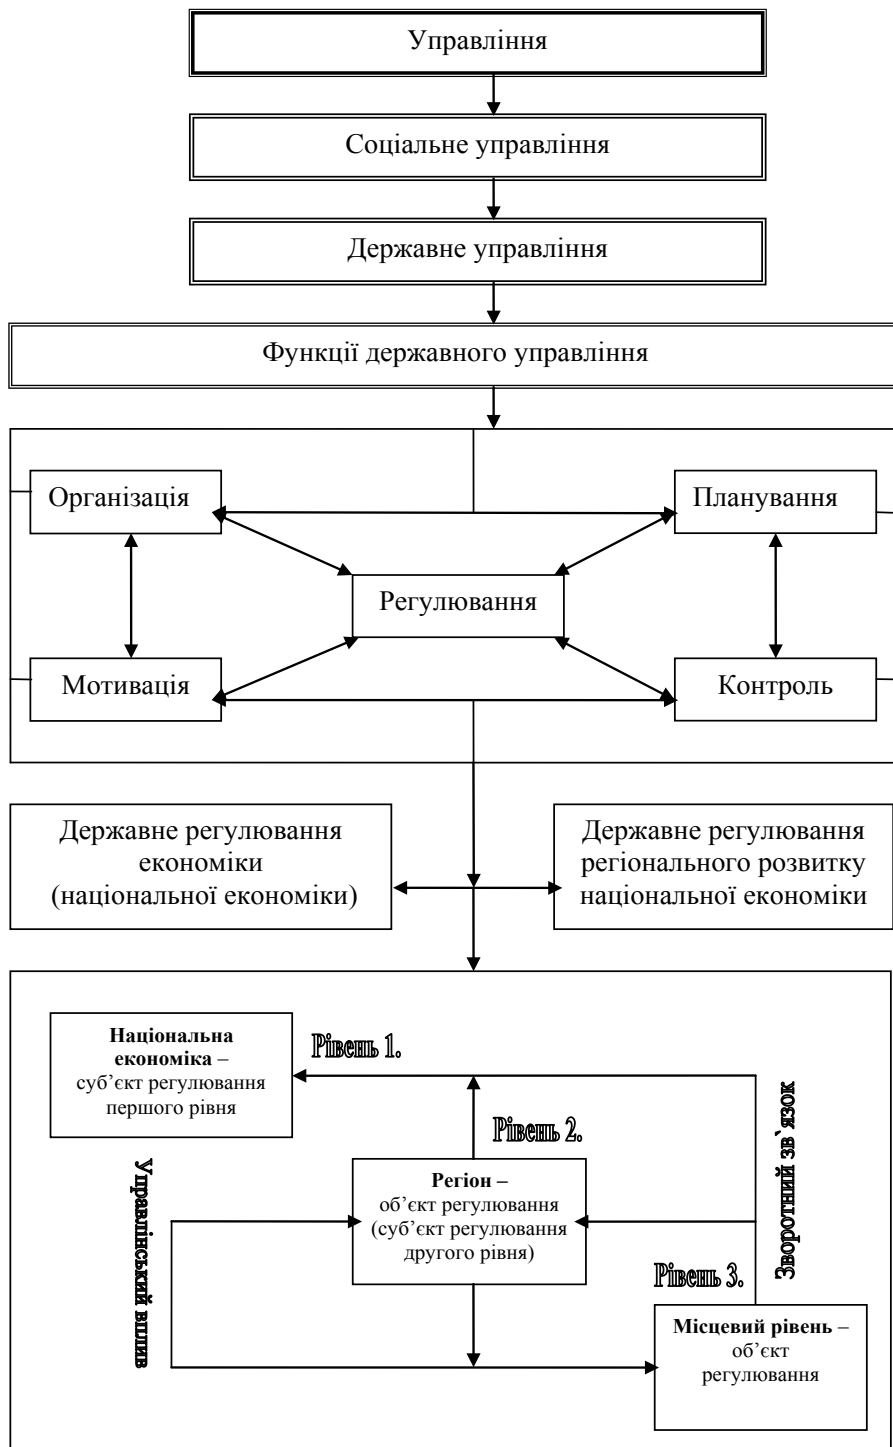 Управління
Соціальне управління
Державне управління
Функції державного управління
Організація
Планування
Регулювання
Мотивація
Контроль
Державне регулювання
економіки
(національної економіки)
Державне регулювання
регіонального розвитку
національної економіки
Національна
економіка –
суб’єкт регулювання
першого рівня
Рівень 1.
Рівень 2.
Регіон –
об’єкт регулювання
(суб’єкт регулювання
другого рівня)
Управлінський вплив
Зворотний зв`язок
Рівень 3.
Місцевий рівень –
об’єкт
регулювання